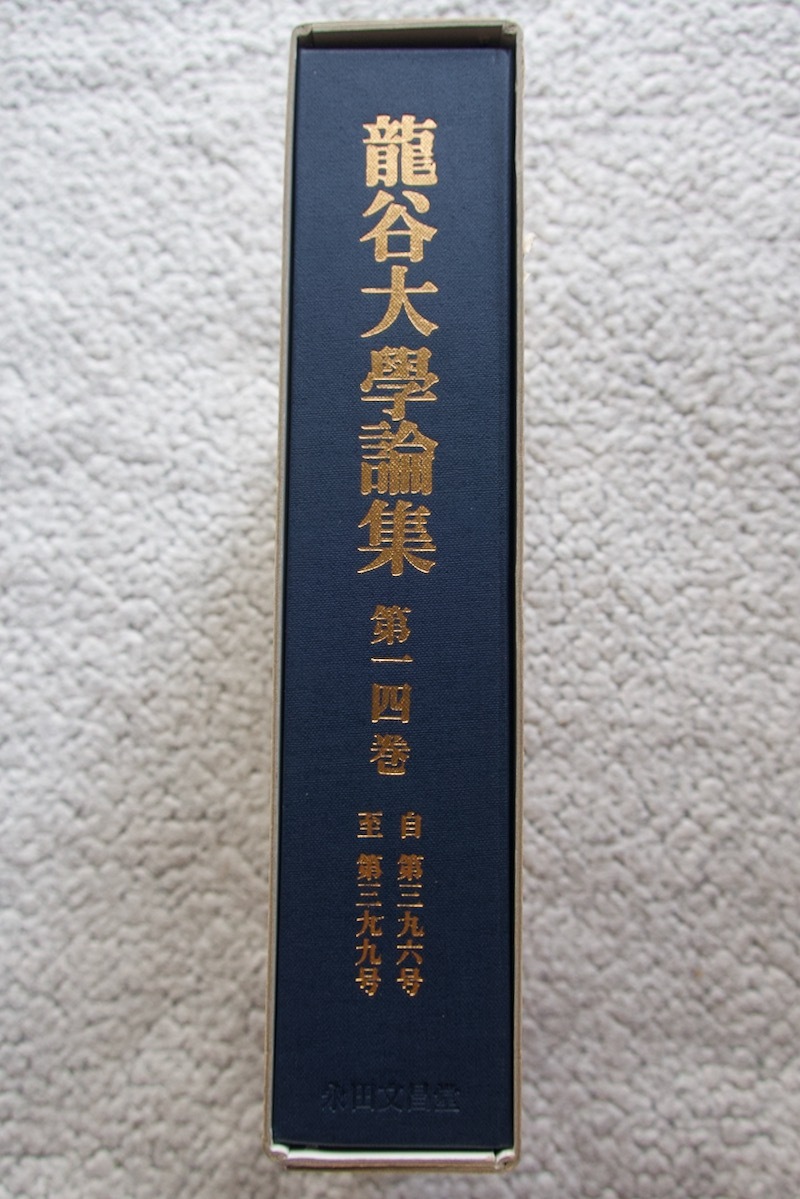 龍谷大學論集 第一四巻
自 第三九六号
至 第三九九号
永田文昌堂